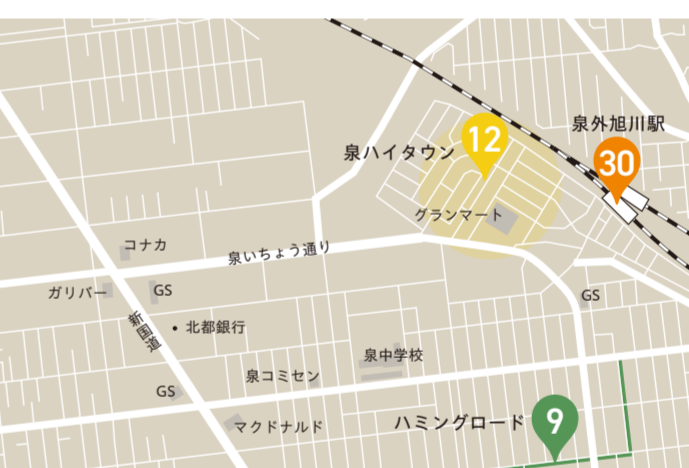 泉外旭川駅
12
泉ハイタウン
30
グランマート
コナカ
泉いちょう通り
ガリバー
GS
GS
新国道
北都銀行
泉中学校
泉コミセン
GS
ハミングロード
9
マクドナルド